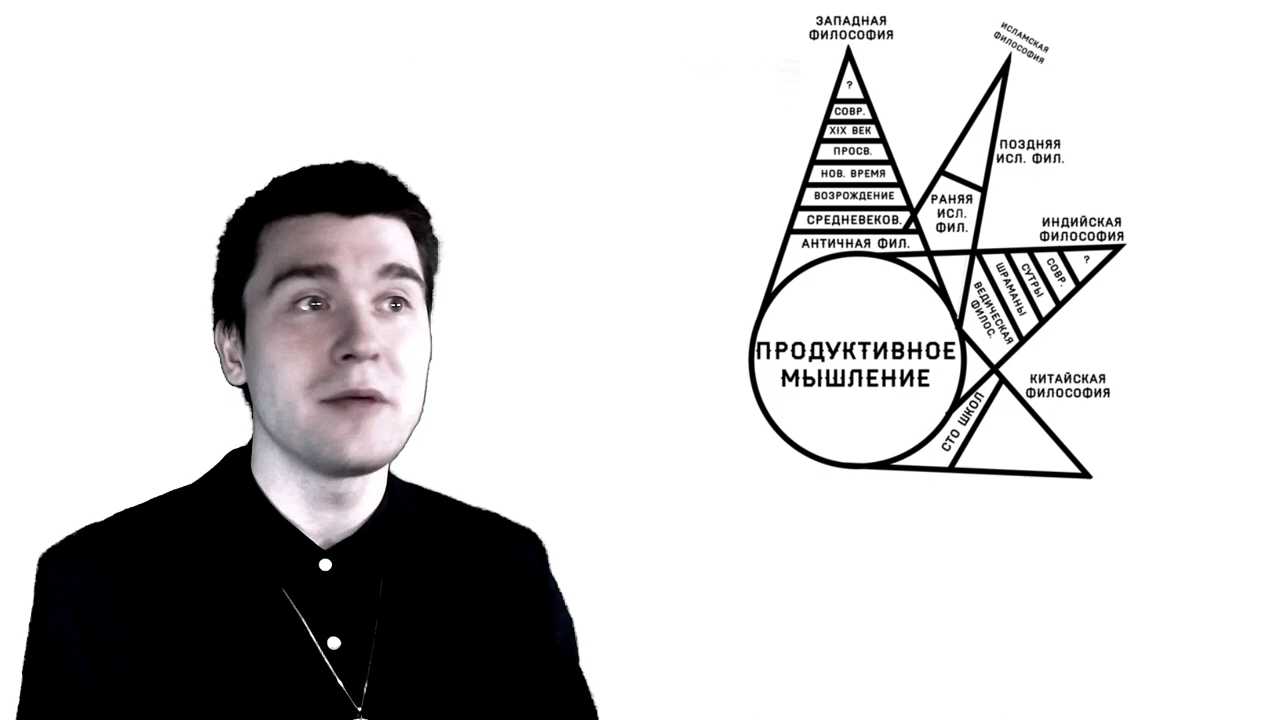 ЗАПАДНАЯ
ФИЛОСОФИЯ
?
СОВР.
XIX ВЕК
ПРОСВ.
НОВ. ВРЕМЯ
ВОЗРОЖДЕНИЕ
СРЕДНЕВЕКОВ.
АНТИЧНАЯ ФИЛ.
ИСЛАМСКАЯ
ФИЛОСОФИЯ
ПОЗДНЯЯ
ИСЛ. ФИЛ.
РАНЯЯ
ИСЛ.
ФИЛ.
ИНДИЙСКАЯ
ФИЛОСОФИЯ
?
СОВР.
СУТРЫ
ШРАМАНЫ
ВЕДИЧЕСКАЯ
ФИЛОС.
ПРОДУКТИВНОЕ
МЫШЛЕНИЕ
КИТАЙСКАЯ
ФИЛОСОФИЯ
СТО ШКОЛ